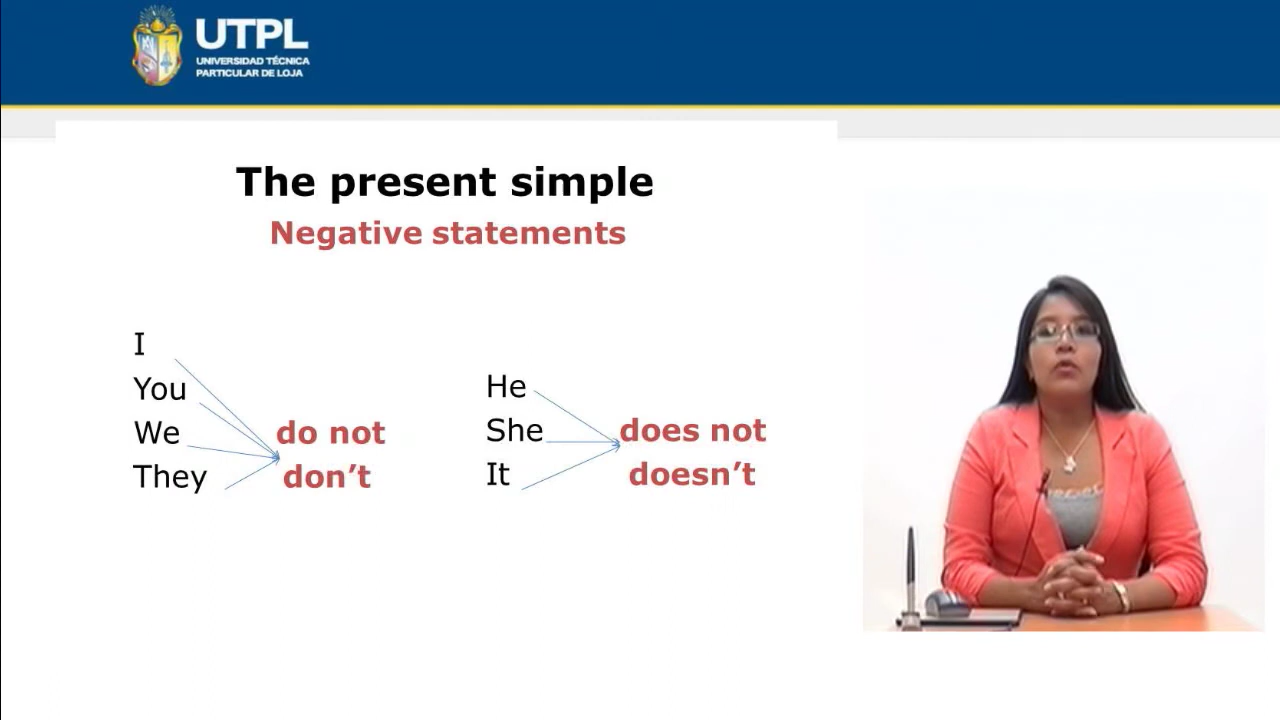 UTPL
UNIVERSIDAD TÉCNICA
PARTICULAR DE LOJA
The present simple
Negative statements
I
You
We
They
do not
don’t
He
She
It
does not
doesn’t